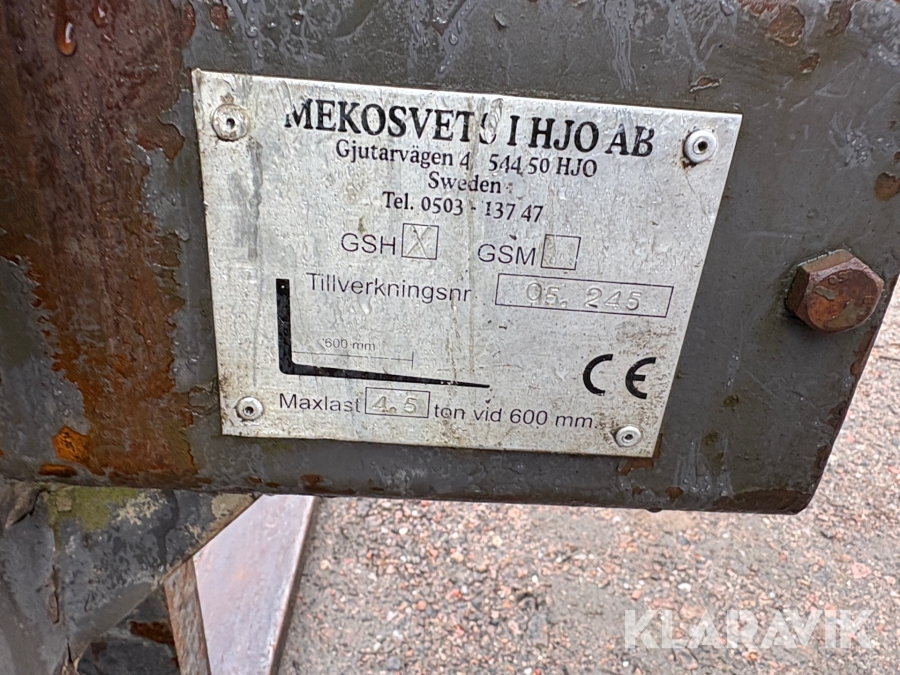 MEKOSVETS I HJO AB
Gjutarvägen 4, 544 50 HJO
Sweden
Tel. 0503 - 137 47
GSH X GSM
Tillverkningsnr 05. 245
600 mm
CE
Maxlast 4.5 ton vid 600 mm.
KLARAVIK